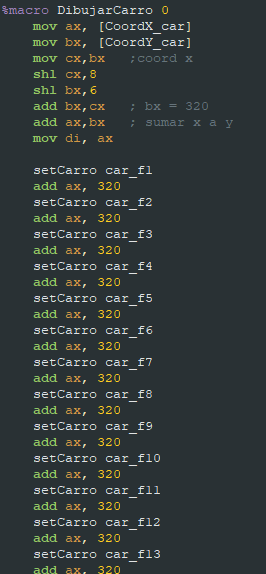 %macro DibujarCarro 0
mov ax, [CoordX_car]
mov bx, [CoordY_car]
mov cx,bx   ;coord x
shl cx,8
shl bx,6
add bx,cx   ; bx = 320
add ax,bx   ; sumar x a y
mov di, ax
setCarro car_f1
add ax, 320
setCarro car_f2
add ax, 320
setCarro car_f3
add ax, 320
setCarro car_f4
add ax, 320
setCarro car_f5
add ax, 320
setCarro car_f6
add ax, 320
setCarro car_f7
add ax, 320
setCarro car_f8
add ax, 320
setCarro car_f9
add ax, 320
setCarro car_f10
add ax, 320
setCarro car_f11
add ax, 320
setCarro car_f12
add ax, 320
setCarro car_f13
add ax, 320